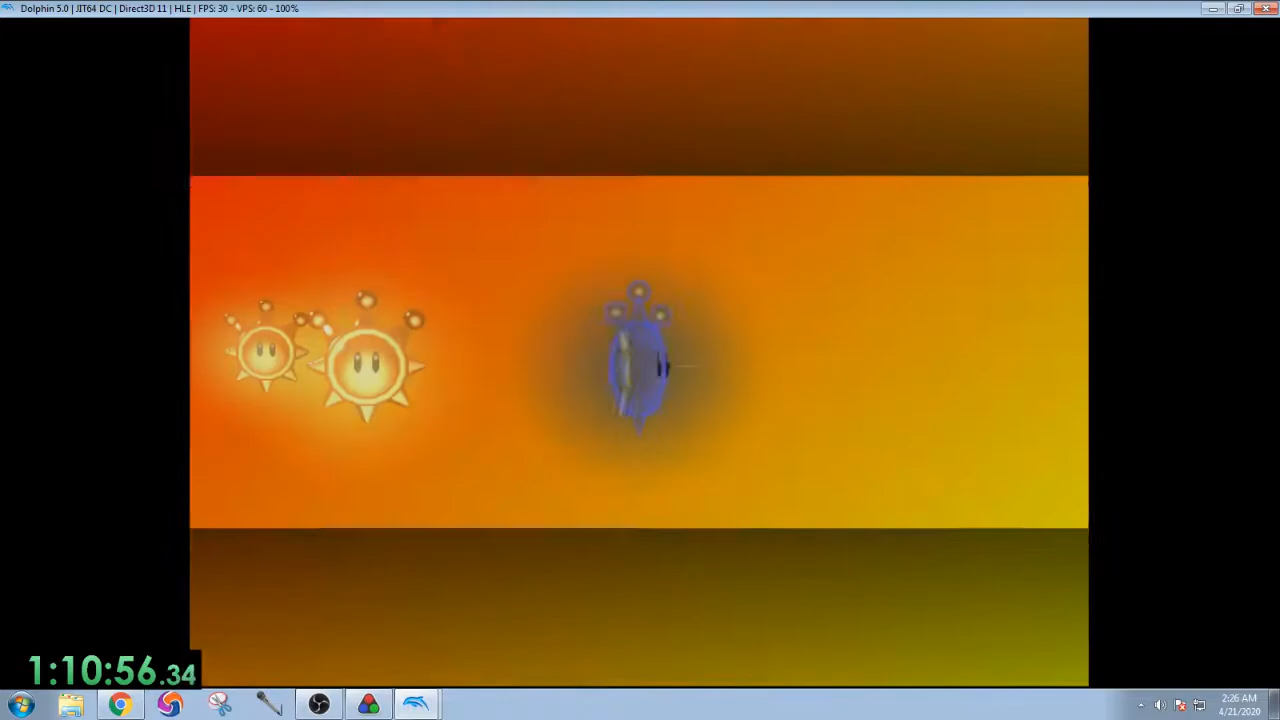 Dolphin 5.0 | JIT64 DC | Direct3D 11 | HLE | FPS: 30 - VPS: 60 - 100%
1:10:56.34
2:26 AM
4/21/2020